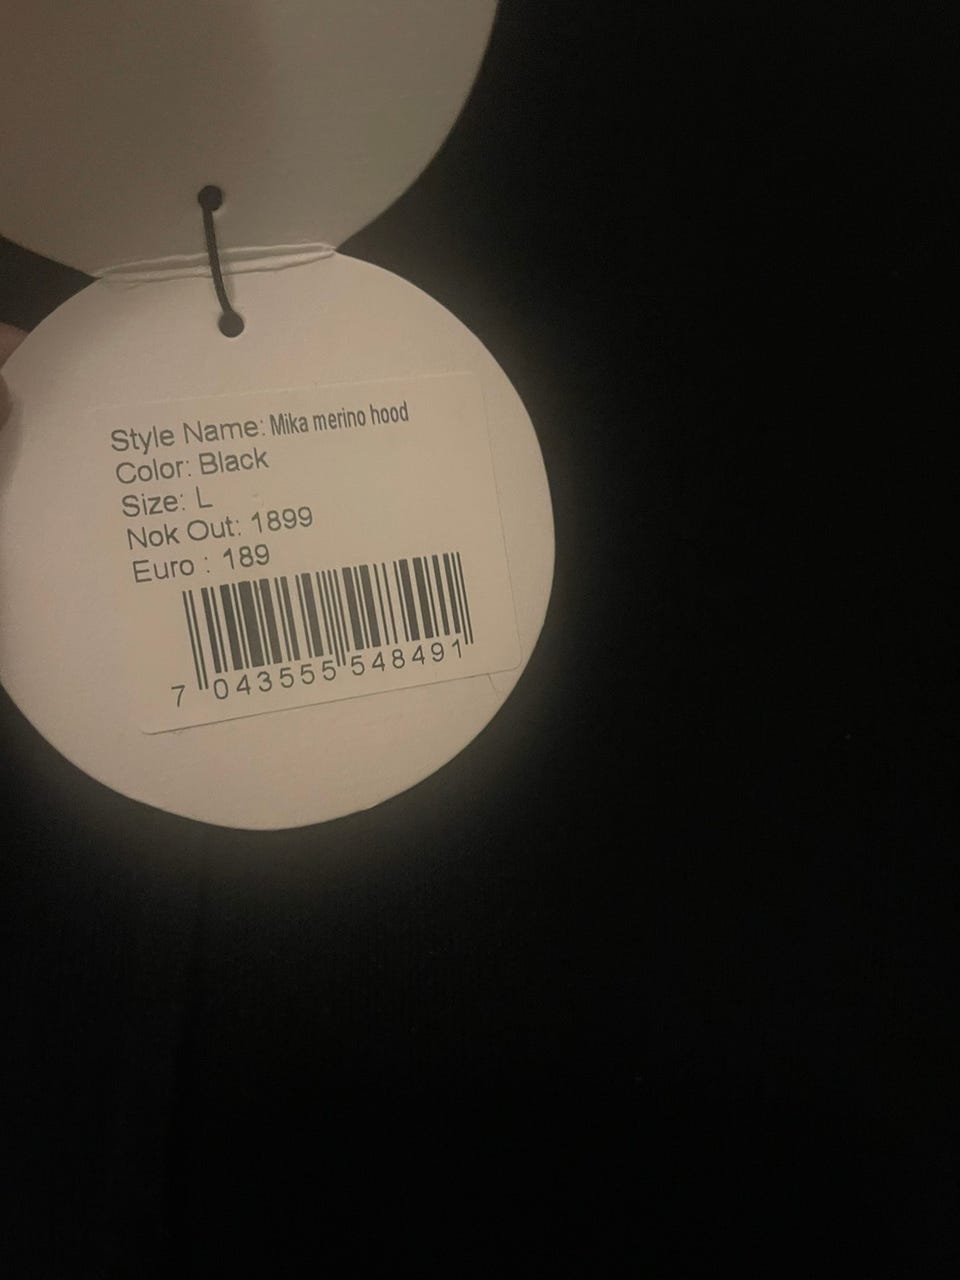 Style Name: Mika merino hood
Color: Black
Size: L
Nok Out: 1899
Euro : 189
7 043555 548491